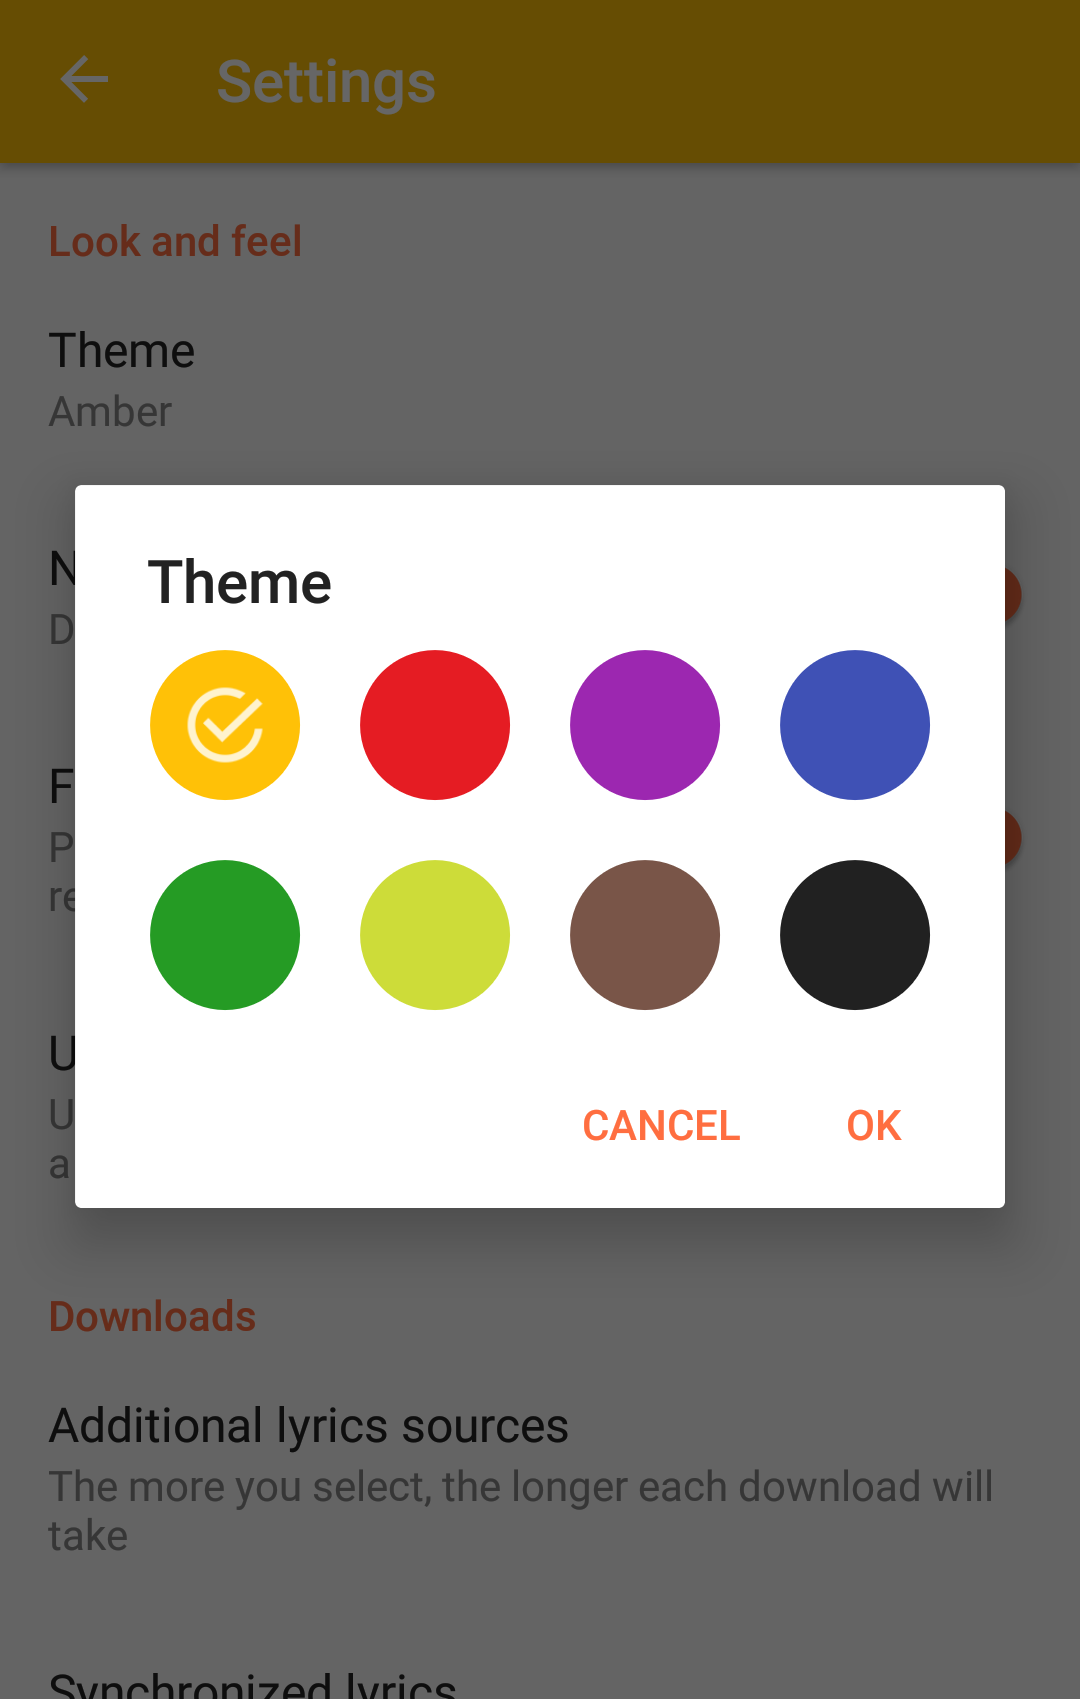 Settings
Look and feel
Theme
Amber
Theme
CANCEL
OK
Downloads
Additional lyrics sources
The more you select, the longer each download will
take
Synchronized lyrics